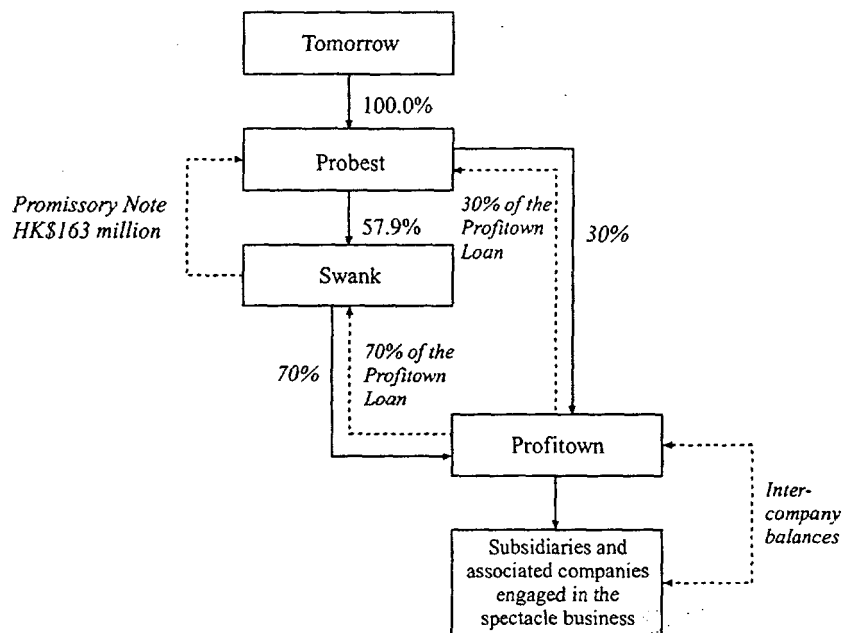 Tomorrow
100.0%
Probest
Promissory Note
HK$163 million
57.9%
30% of the
Profitown
Loan
30%
Swank
70%
70% of the
Profitown
Loan
Profitown
Inter-
company
balances
Subsidiaries and
associated companies
engaged in the
spectacle business